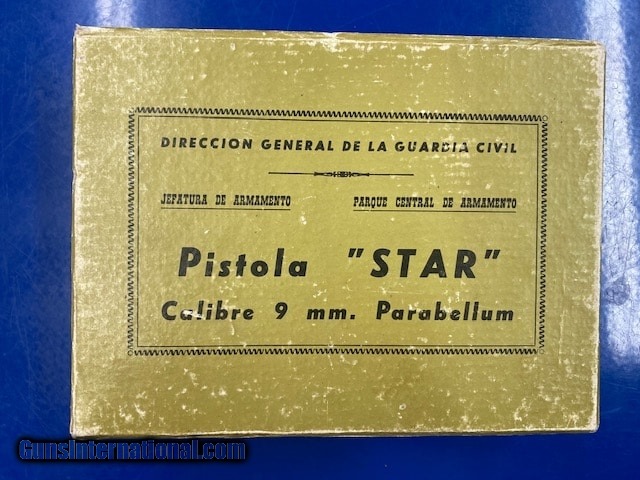 DIRECCION GENERAL DE LA GUARDIA CIVIL
JEFATURA DE ARMAMENTO PARQUE CENTRAL DE ARMAMENTO
Pistola "STAR"
Calibre 9 mm. Parabellum
GunsInternational.com